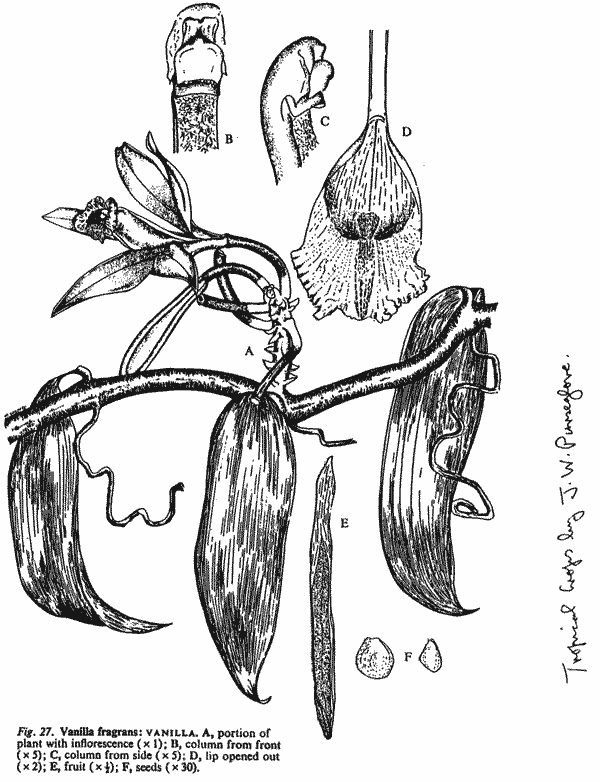 B
C
D
A
E
F
Tropical Crops by J. W. Purseglove.
Fig. 27. Vanilla fragrans: VANILLA. A, portion of
plant with inflorescence (× 1); B, column from front
(× 5); C, column from side (× 5); D, lip opened out
(× 2); E, fruit (× ½); F, seeds (× 30).